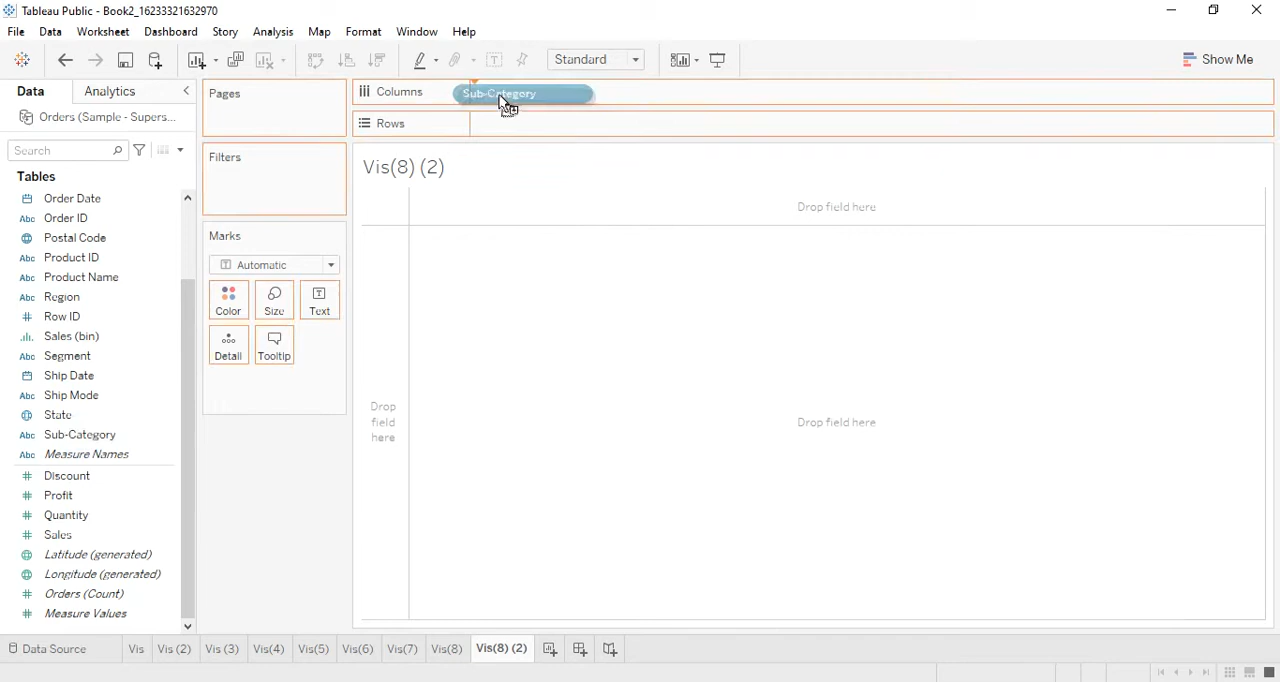 Tableau Public - Book2_16233321632970
File Data Worksheet Dashboard Story Analysis Map Format Window Help
Standard
Show Me
Data Analytics
Orders (Sample - Supers...
Search
Tables
Order Date
Order ID
Postal Code
Product ID
Product Name
Region
Row ID
Sales (bin)
Segment
Ship Date
Ship Mode
State
Sub-Category
Measure Names
Discount
Profit
Quantity
Sales
Latitude (generated)
Longitude (generated)
Orders (Count)
Measure Values
Pages
Filters
Marks
Automatic
Color Size Text
Detail Tooltip
Columns Sub-Category
Rows
Vis(8) (2)
Drop field here
Drop
field
here
Drop field here
Data Source Vis Vis (2) Vis (3) Vis(4) Vis(5) Vis(6) Vis(7) Vis(8) Vis(8) (2)